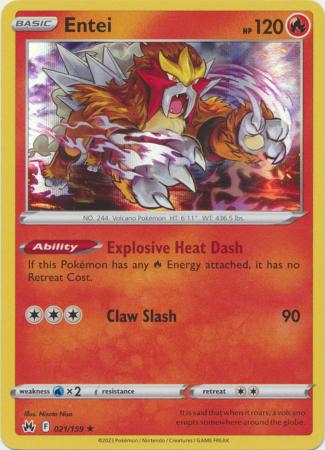 BASIC Entei HP 120
NO. 244 Volcano Pokémon HT: 6'11" WT: 436.5 lbs.
Ability Explosive Heat Dash
If this Pokémon has any Energy attached, it has no
Retreat Cost.
Claw Slash 90
weakness ×2 resistance retreat
Illus. Nisota Niso
F 021/159 ★
It is said that when it roars, a volcano
erupts somewhere around the globe.
©2023 Pokémon / Nintendo / Creatures / GAME FREAK